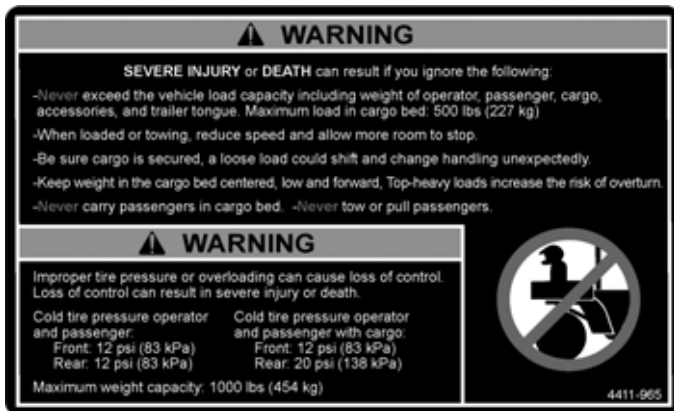 WARNING
SEVERE INJURY or DEATH can result if you ignore the following:
-Never exceed the vehicle load capacity including weight of operator, passenger, cargo,
accessories, and trailer tongue. Maximum load in cargo bed: 500 lbs (227 kg)
-When loaded or towing, reduce speed and allow more room to stop.
-Be sure cargo is secured, a loose load could shift and change handling unexpectedly.
-Keep weight in the cargo bed centered, low and forward, Top-heavy loads increase the risk of overturn.
-Never carry passengers in cargo bed. -Never tow or pull passengers.
WARNING
Improper tire pressure or overloading can cause loss of control.
Loss of control can result in severe injury or death.
Cold tire pressure operator
and passenger:
Front: 12 psi (83 kPa)
Rear: 12 psi (83 kPa)
Cold tire pressure operator
and passenger with cargo:
Front: 12 psi (83 kPa)
Rear: 20 psi (138 kPa)
Maximum weight capacity: 1000 lbs (454 kg)
4411-965